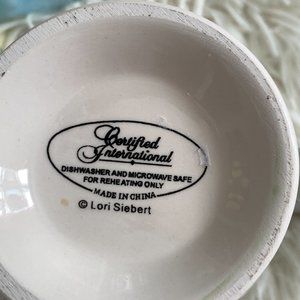 Certified
International
DISHWASHER AND MICROWAVE SAFE
FOR REHEATING ONLY
MADE IN CHINA
© Lori Siebert